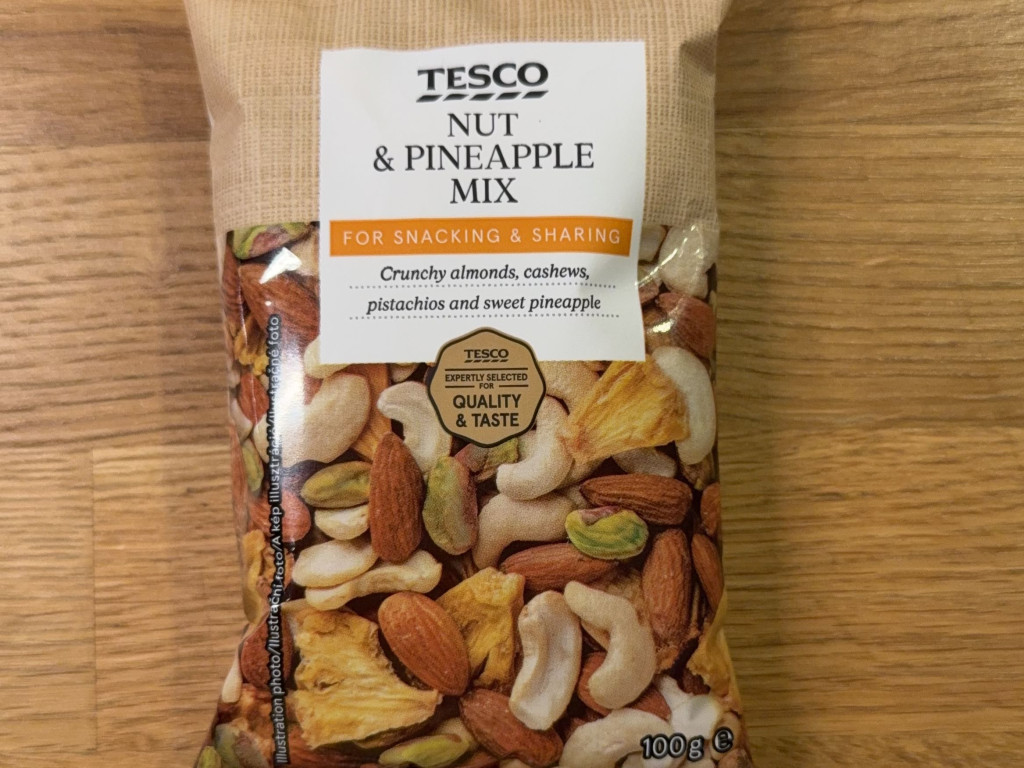 TESCO
NUT
& PINEAPPLE
MIX
FOR SNACKING & SHARING
Crunchy almonds, cashews,
pistachios and sweet pineapple
TESCO
EXPERTLY SELECTED
FOR
QUALITY
& TASTE
Illustration photo/Ilustrační foto/A kép illusztráció/Ilustračné foto
100g e